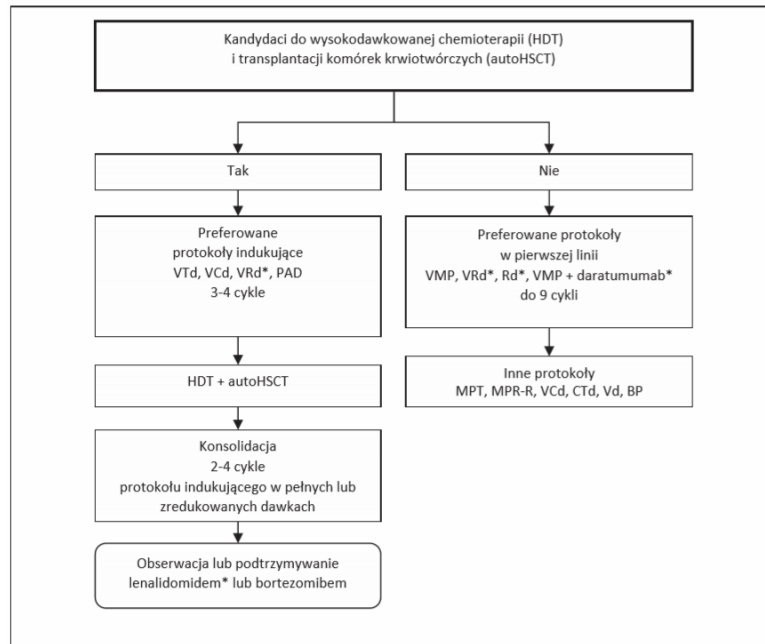 Kandydaci do wysokodawkowanej chemioterapii (HDT)
i transplantacji komórek krwiotwórczych (autoHSCT)
Tak
Nie
Preferowane
protokoły indukujące
VTd, VCd, VRd*, PAD
3-4 cykle
Preferowane protokoły
w pierwszej linii
VMP, VRd*, Rd*, VMP + daratumumab*
do 9 cykli
HDT + autoHSCT
Inne protokoły
MPT, MPR-R, VCd, CTd, Vd, BP
Konsolidacja
2-4 cykle
protokołu indukującego w pełnych lub
zredukowanych dawkach
Obserwacja lub podtrzymywanie
lenalidomidem* lub bortezomibem